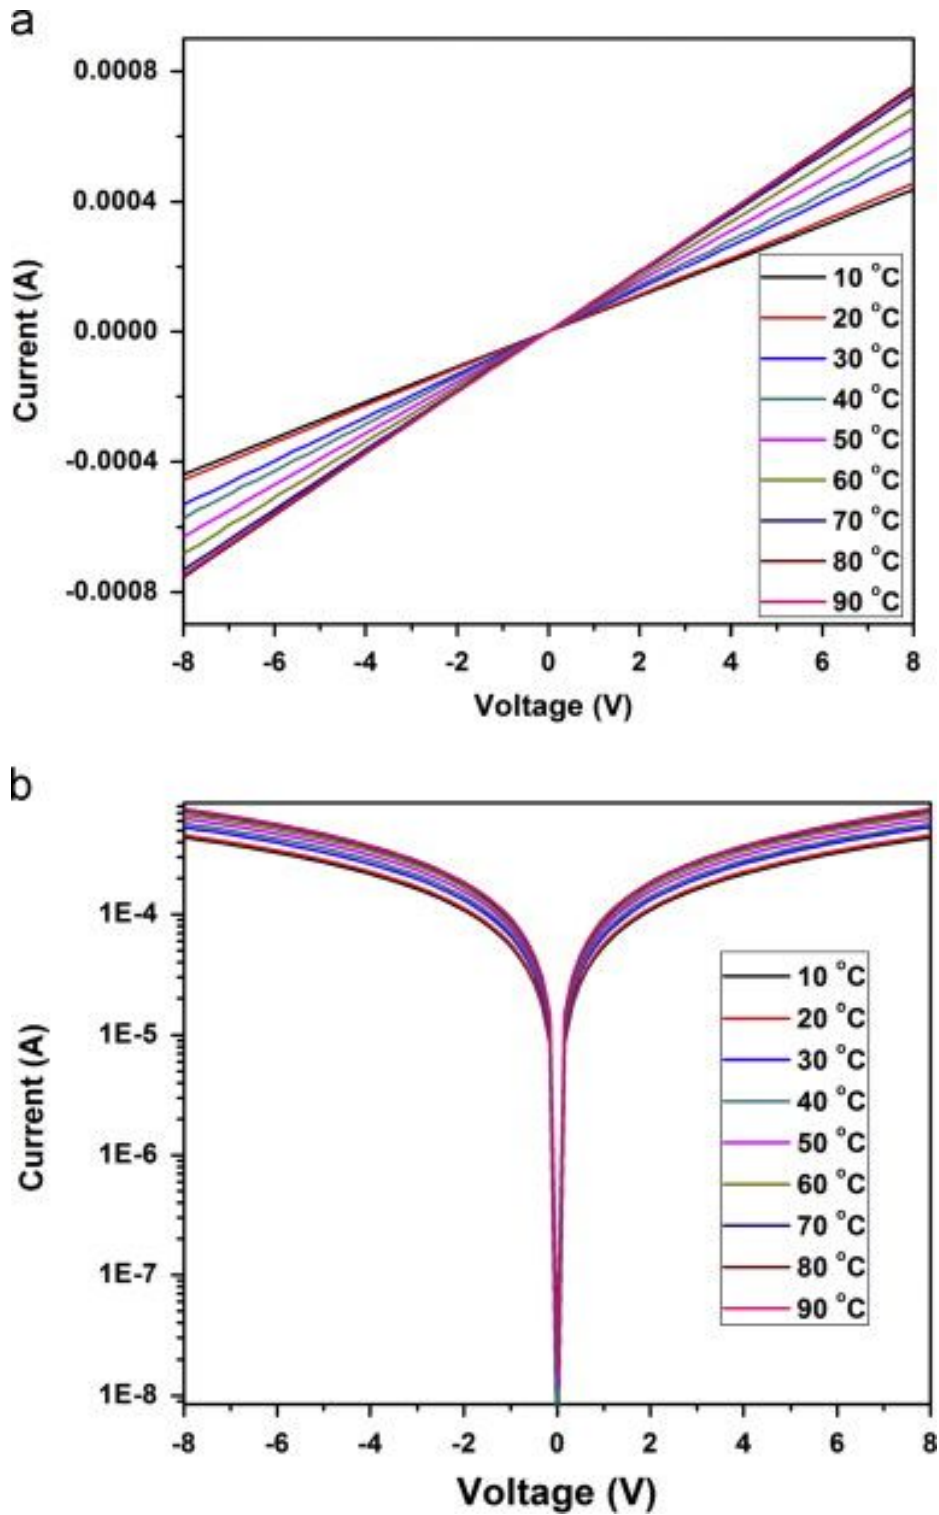 a
0.0008
0.0004
0.0000
-0.0004
-0.0008
Current (A)
10 °C
20 °C
30 °C
40 °C
50 °C
60 °C
70 °C
80 °C
90 °C
-8 -6 -4 -2 0 2 4 6 8
Voltage (V)
b
1E-4
1E-5
1E-6
1E-7
1E-8
Current (A)
10 °C
20 °C
30 °C
40 °C
50 °C
60 °C
70 °C
80 °C
90 °C
-8 -6 -4 -2 0 2 4 6 8
Voltage (V)